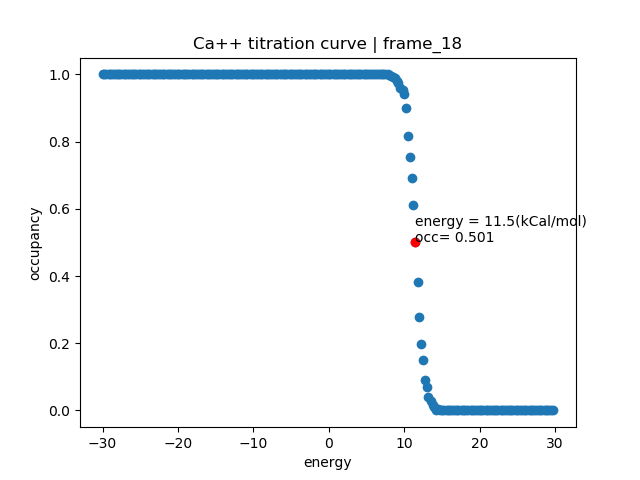 Ca++ titration curve | frame_18
1.0
0.8
0.6
0.4
0.2
0.0
occupancy
energy = 11.5(kCal/mol)
occ= 0.501
−30 −20 −10 0 10 20 30
energy